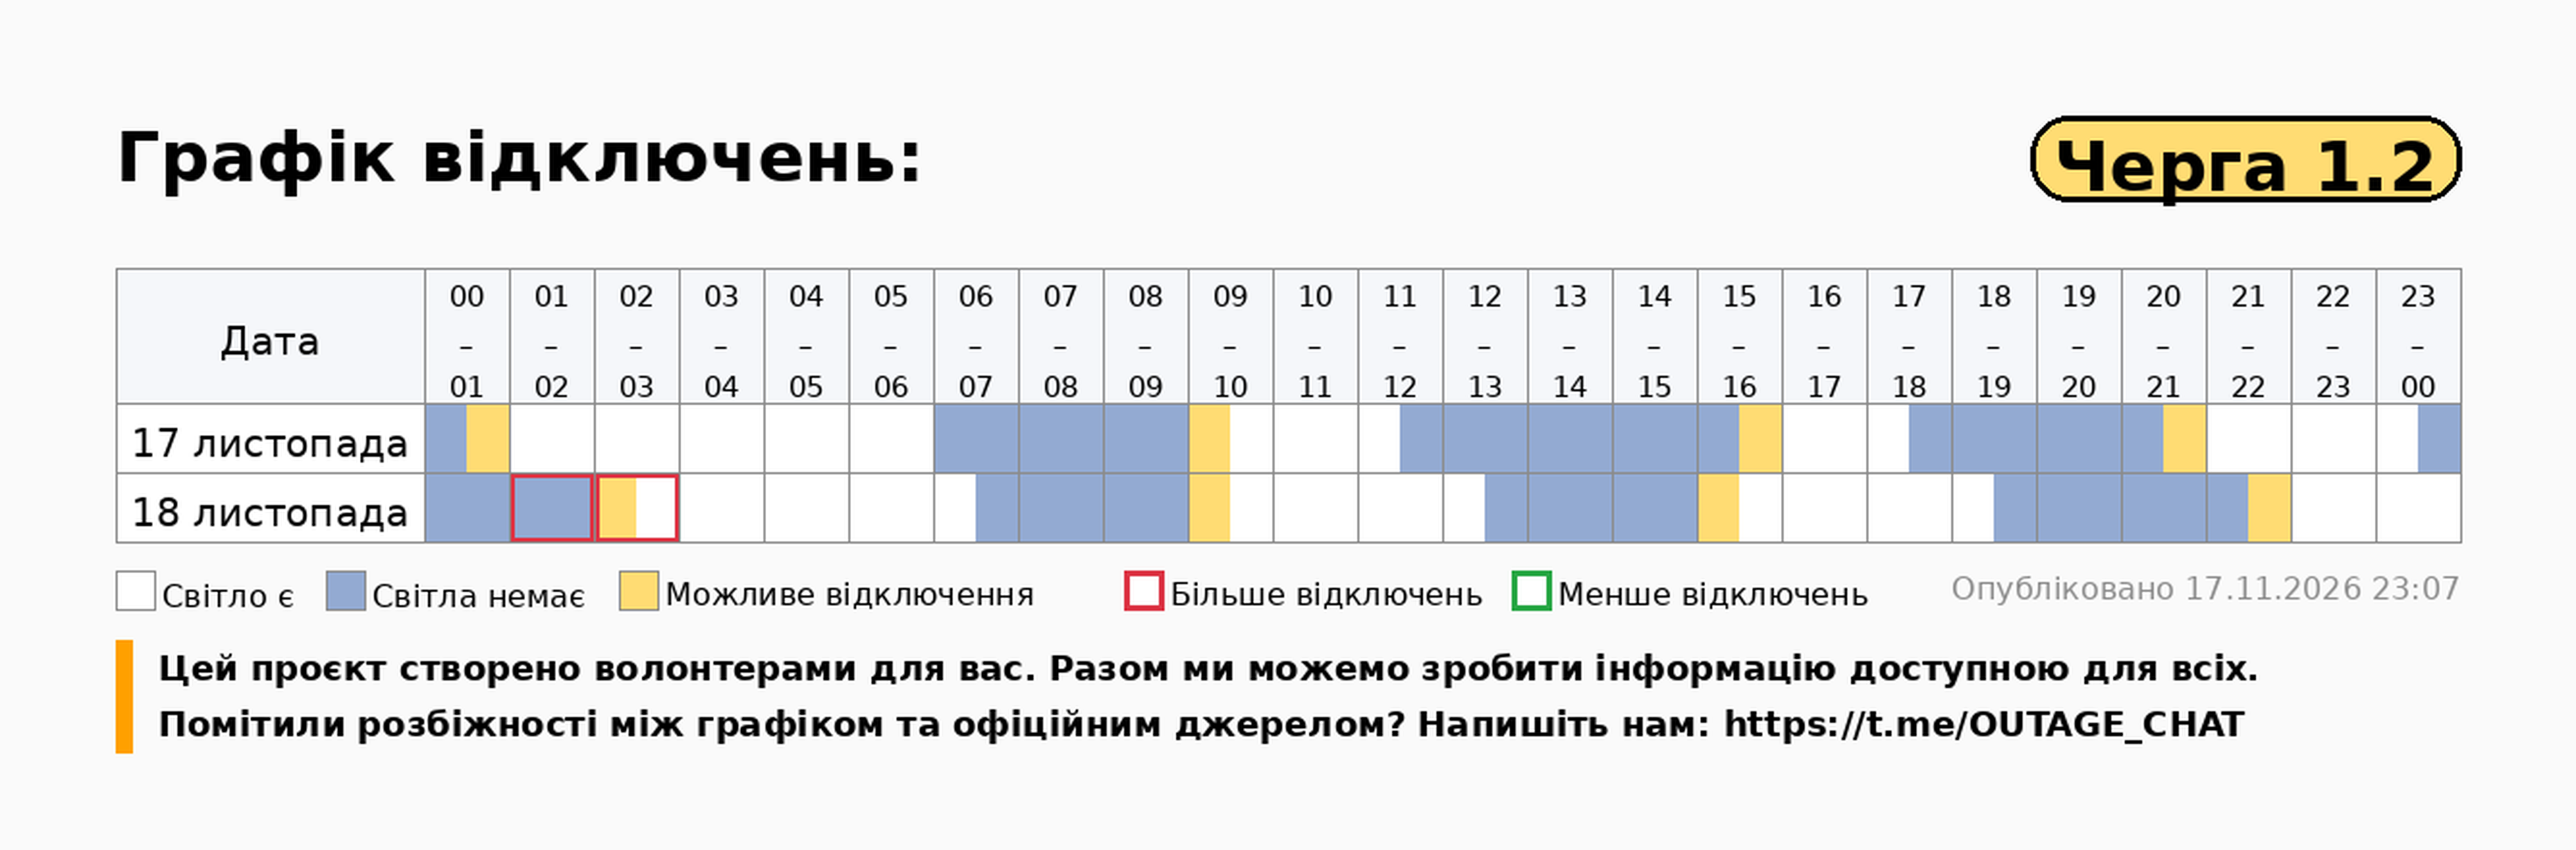 Графік відключень:
Черга 1.2
Дата
00 – 01
01 – 02
02 – 03
03 – 04
04 – 05
05 – 06
06 – 07
07 – 08
08 – 09
09 – 10
10 – 11
11 – 12
12 – 13
13 – 14
14 – 15
15 – 16
16 – 17
17 – 18
18 – 19
19 – 20
20 – 21
21 – 22
22 – 23
23 – 00
17 листопада
18 листопада
Світло є
Світла немає
Можливе відключення
Більше відключень
Менше відключень
Опубліковано 17.11.2026 23:07
Цей проєкт створено волонтерами для вас. Разом ми можемо зробити інформацію доступною для всіх.
Помітили розбіжності між графіком та офіційним джерелом? Напишіть нам: https://t.me/OUTAGE_CHAT